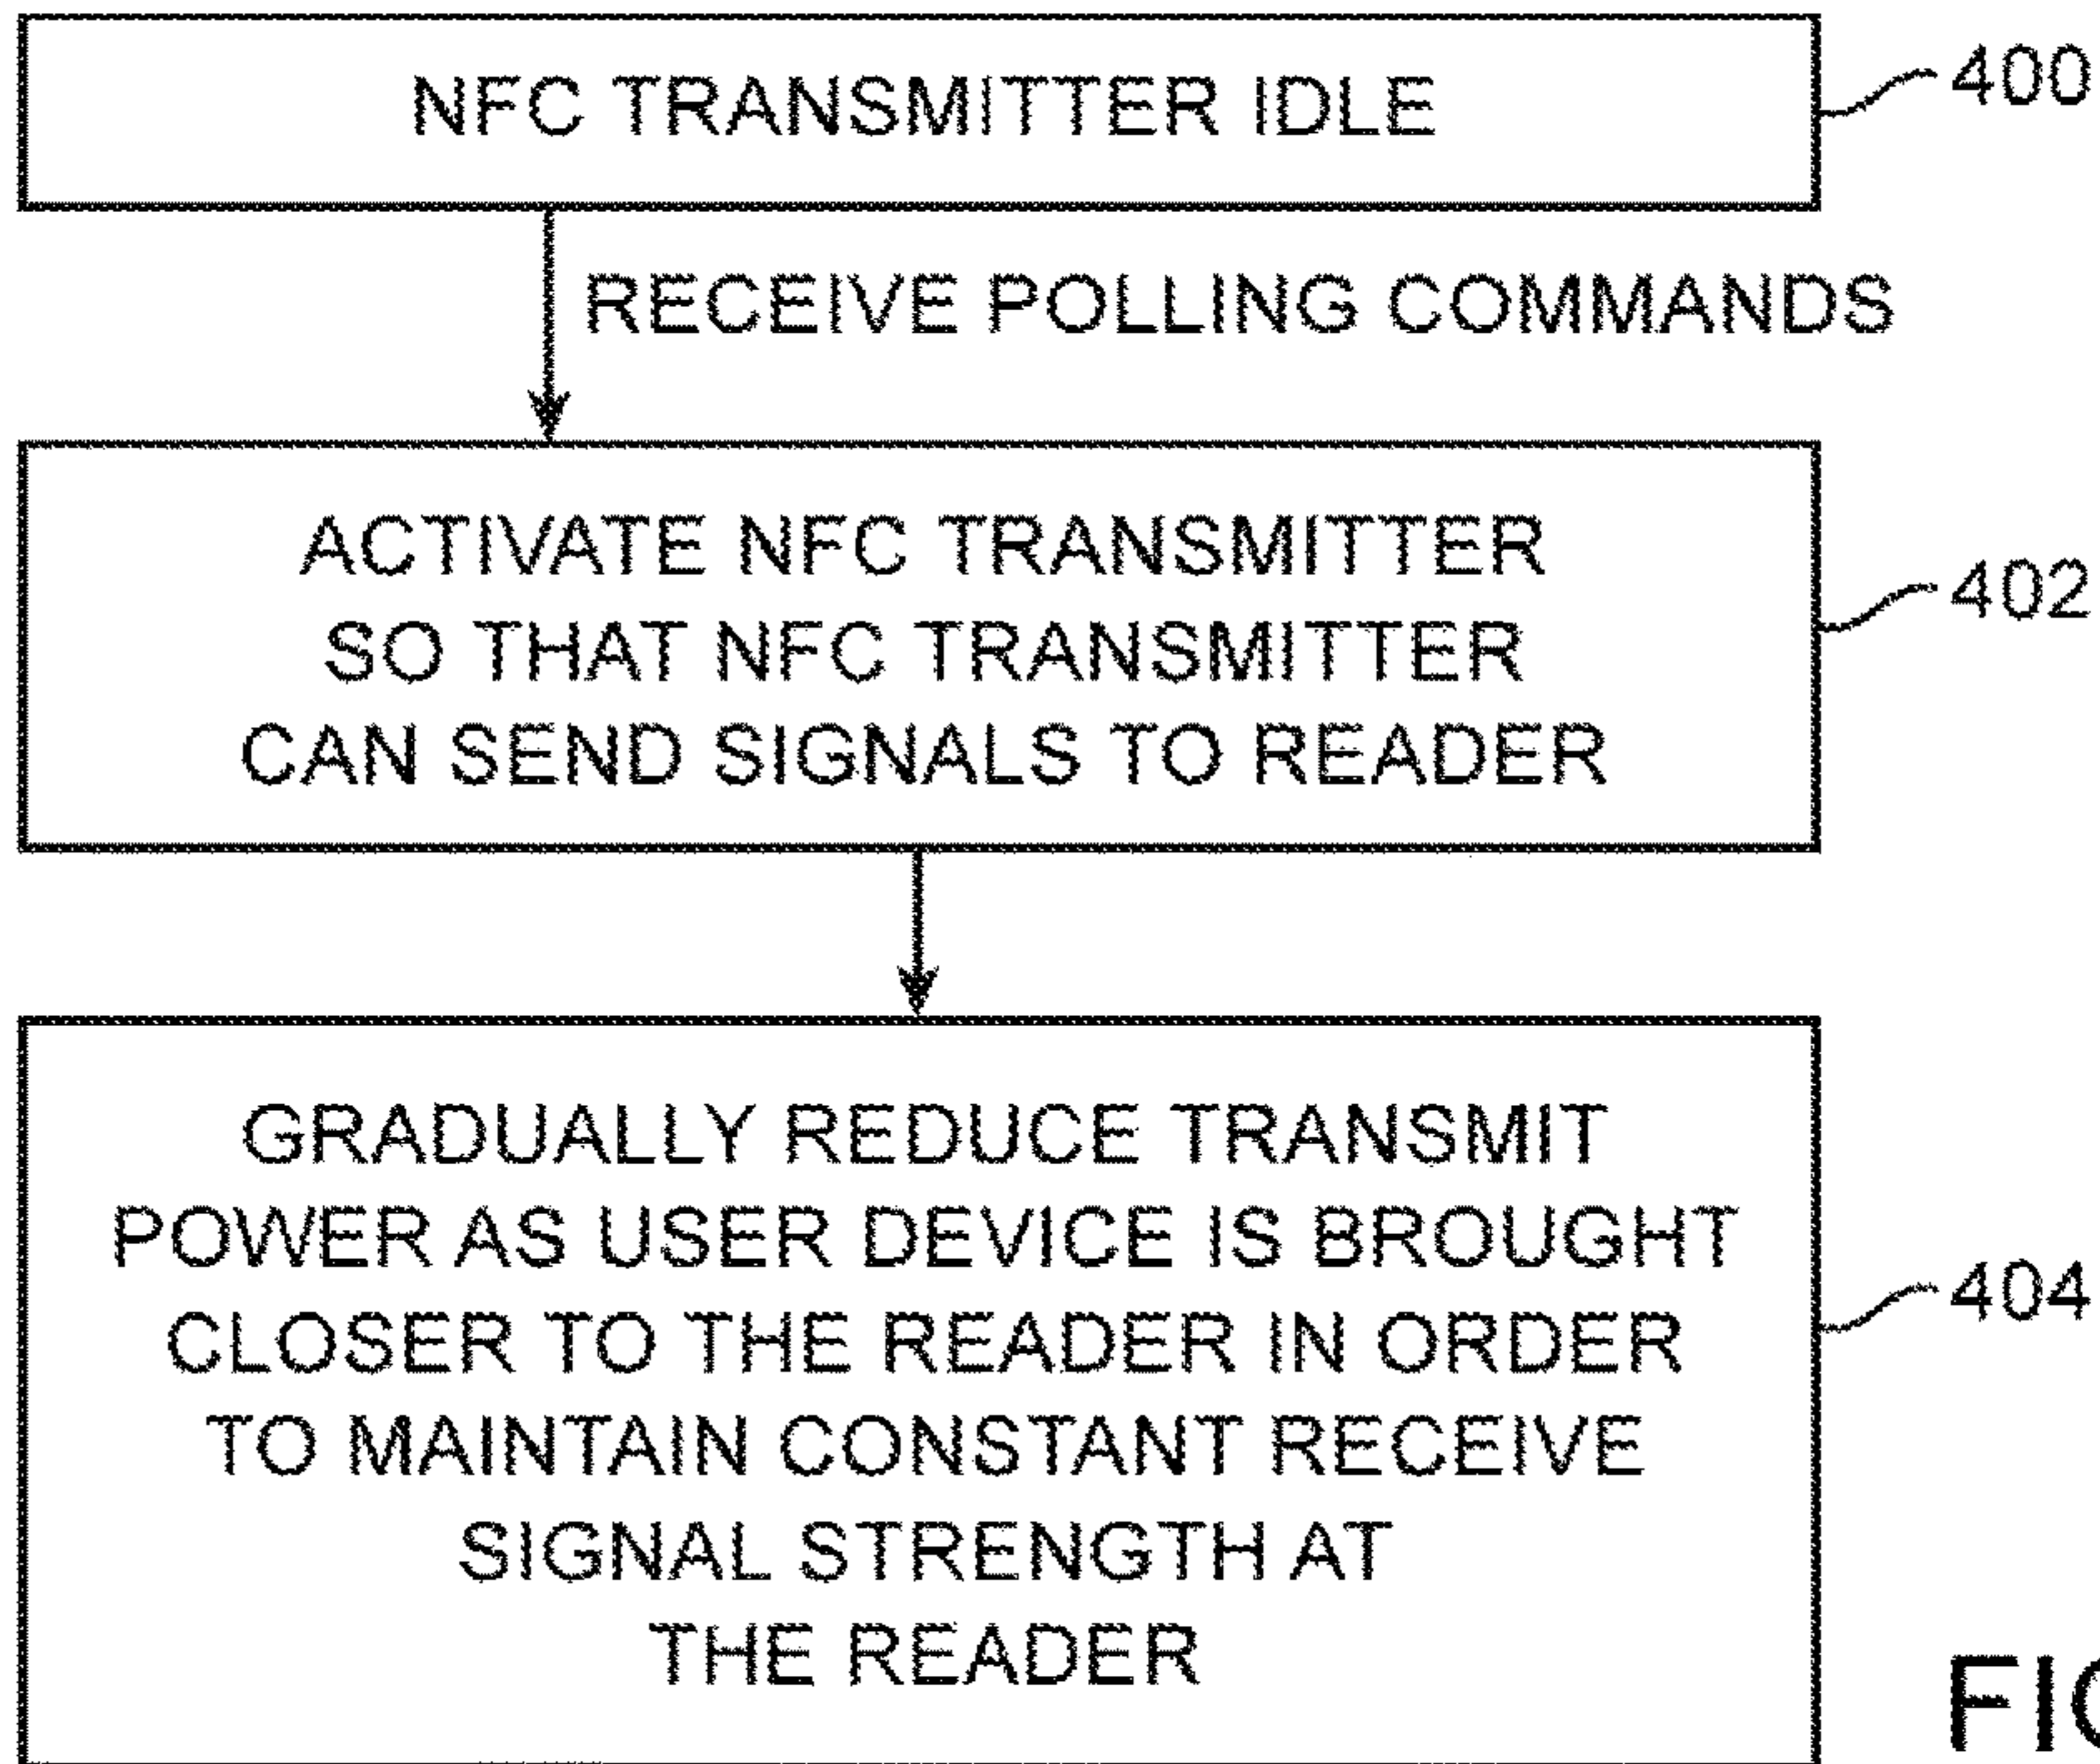 NFC TRANSMITTER IDLE
400
RECEIVE POLLING COMMANDS
ACTIVATE NFC TRANSMITTER
SO THAT NFC TRANSMITTER
CAN SEND SIGNALS TO READER
402
GRADUALLY REDUCE TRANSMIT
POWER AS USER DEVICE IS BROUGHT
CLOSER TO THE READER IN ORDER
TO MAINTAIN CONSTANT RECEIVE
SIGNAL STRENGTH AT
THE READER
404